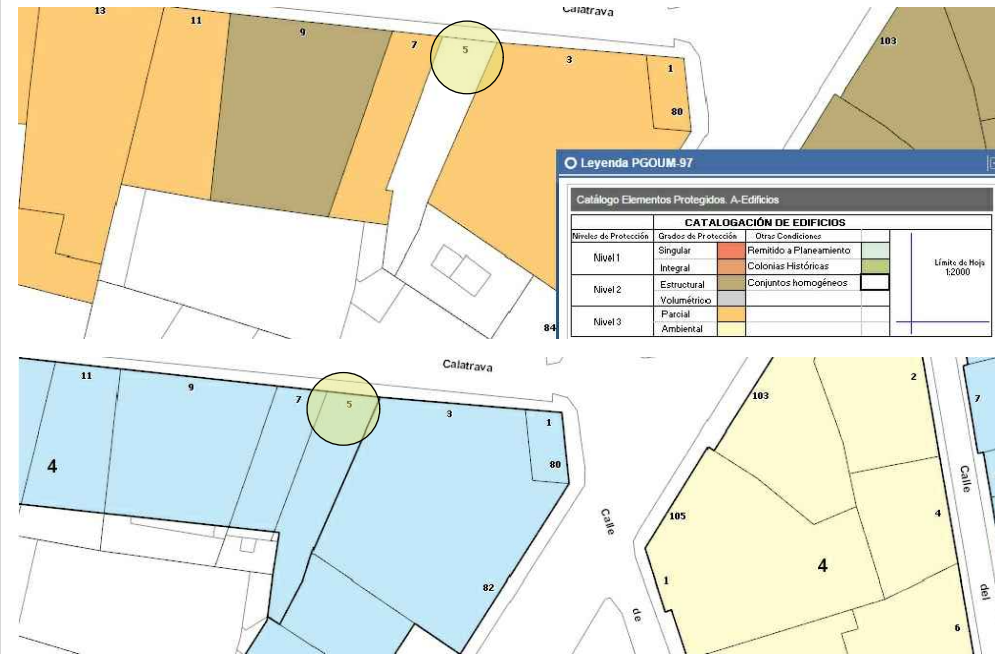 Calatrava
13
11
9
7
5
3
1
80
103
84
Leyenda PGOUM-97
Catálogo Elementos Protegidos. A-Edificios
CATALOGACIÓN DE EDIFICIOS
Niveles de Protección Grados de Protección Otras Condiciones
Nivel 1
Singular Remitido a Planeamiento
Integral Colonias Históricas
Nivel 2
Estructural Conjuntos homogéneos
Volumétrico
Nivel 3
Parcial
Ambiental
Límite de Hoja
1:2000
Calatrava
11
9
7
5
3
1
80
4
82
103
2
7
Calle
4
105
Calle
4
1
de
del
6